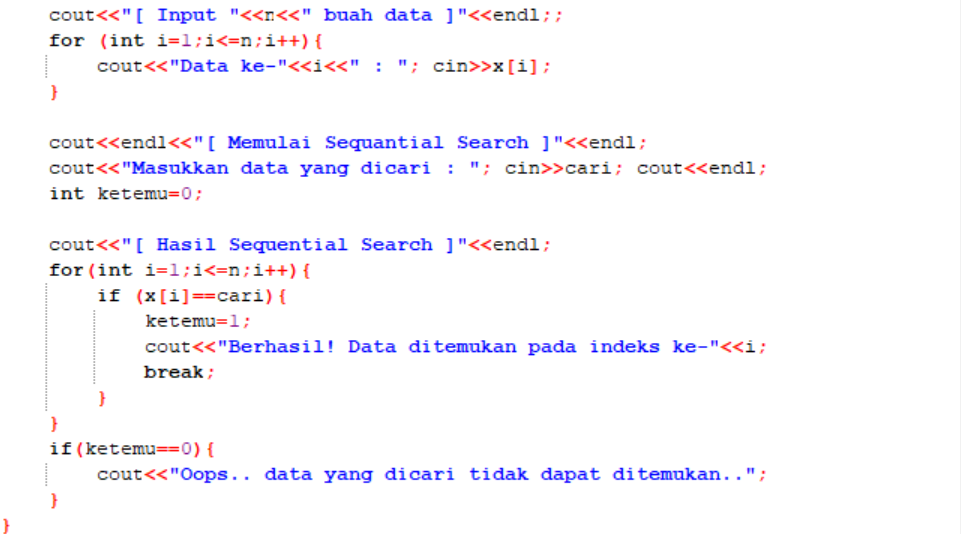 cout<<"[ Input "<<n<<" buah data ]"<<endl;;
for (int i=1;i<=n;i++){
cout<<"Data ke-"<<i<<" : "; cin>>x[i];
}
cout<<endl<<"[ Memulai Sequantial Search ]"<<endl;
cout<<"Masukkan data yang dicari : "; cin>>cari; cout<<endl;
int ketemu=0;
cout<<"[ Hasil Sequential Search ]"<<endl;
for(int i=1;i<=n;i++){
if (x[i]==cari){
ketemu=1;
cout<<"Berhasil! Data ditemukan pada indeks ke-"<<i;
break;
}
}
if(ketemu==0){
cout<<"Oops.. data yang dicari tidak dapat ditemukan..";
}
}